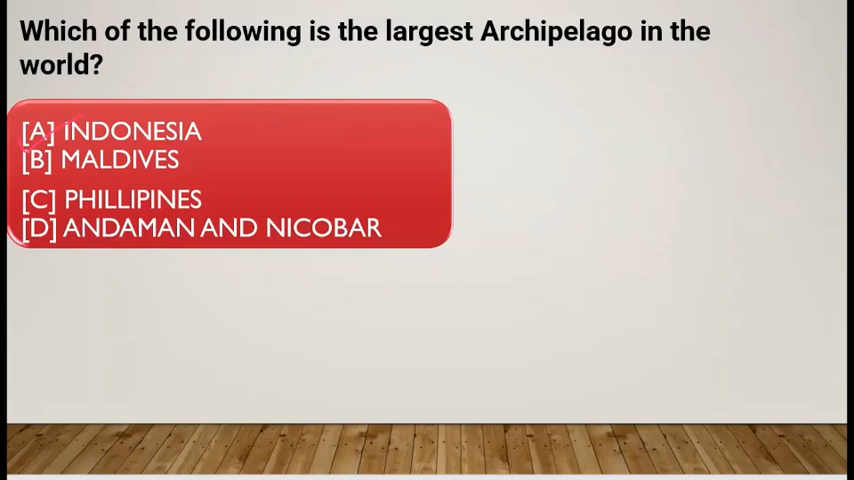 Which of the following is the largest Archipelago in the
world?
[A] INDONESIA
[B] MALDIVES
[C] PHILLIPINES
[D] ANDAMAN AND NICOBAR